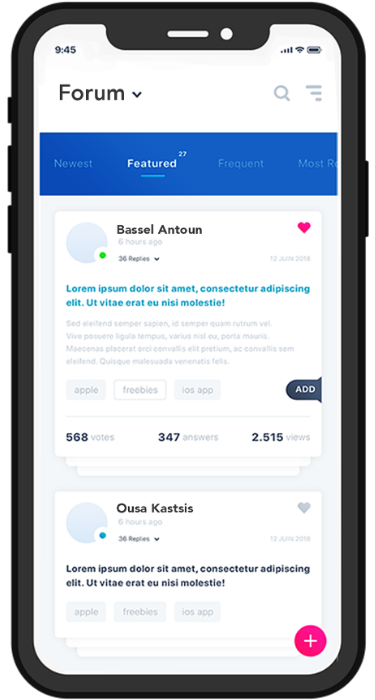 9:45
Forum
Newest Featured 27 Frequent Most Re
Bassel Antoun
6 hours ago
36 Replies 12 JUIN 2018
Lorem ipsum dolor sit amet, consectetur adipiscing
elit. Ut vitae erat eu nisi molestie!
Sed eleifend semper sapien, id semper quam rutrum vel.
Vive posuere ligula tempus, varius nisl eu, porta mauris.
Maecenas placerat orci convallis elit pretium, ac convallis sem
eleifend. Quisque malesuada venenatis felis.
apple freebies ios app ADD
568 votes 347 answers 2.515 views
Ousa Kastsis
6 hours ago
36 Replies 12 JUIN 2018
Lorem ipsum dolor sit amet, consectetur adipiscing
elit. Ut vitae erat eu nisi molestie!
apple freebies ios app